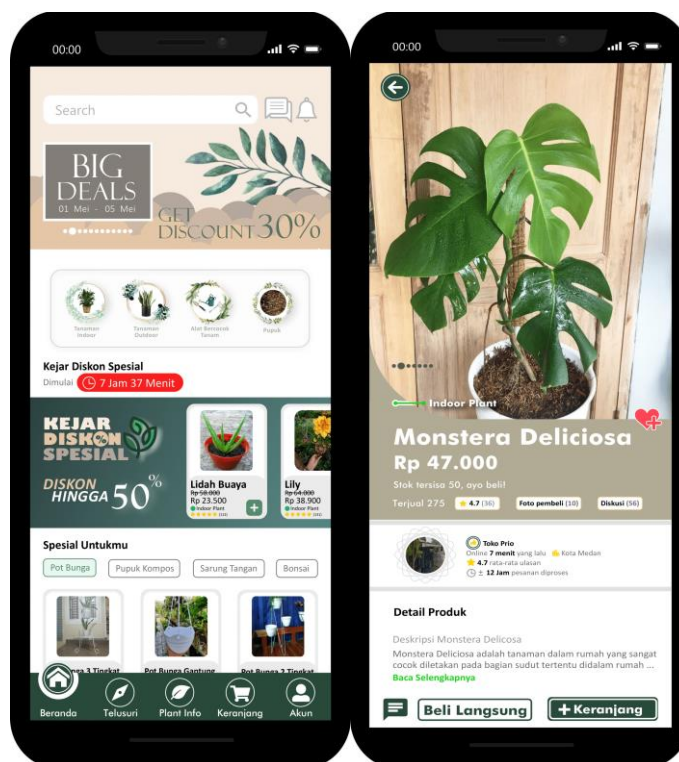 00:00
Search
BIG
DEALS
01 Mei - 05 Mei
GET
DISCOUNT 30%
Tanaman
Indoor
Tanaman
Outdoor
Alat Bercocok
Tanam
Pupuk
Kejar Diskon Spesial
Dimulai 7 Jam 37 Menit
KEJAR
DISKON
SPESIAL
DISKON
HINGGA 50%
Lidah Buaya
Rp 58.000
Rp 23.500
Indoor Plant
Lily
Rp 64.000
Rp 38.900
Indoor Plant
Spesial Untukmu
Pot Bunga
Pupuk Kompos
Sarung Tangan
Bonsai
Bunga 3 Tingkat
Pot Bunga Gantung
Pot Bunga 2 Tingkat
Beranda
Telusuri
Plant Info
Keranjang
Akun
00:00
Indoor Plant
Monstera Deliciosa
Rp 47.000
Stok tersisa 50, ayo beli!
Terjual 275
4.7 (36)
Foto pembeli (10)
Diskusi (56)
Toko Prio
Online 7 menit yang lalu Kota Medan
4.7 rata-rata ulasan
± 12 Jam pesanan diproses
Detail Produk
Deskripsi Monstera Delicosa
Monstera Deliciosa adalah tanaman dalam rumah yang sangat
cocok diletakan pada bagian sudut tertentu didalam rumah ...
Baca Selengkapnya
Beli Langsung
+ Keranjang